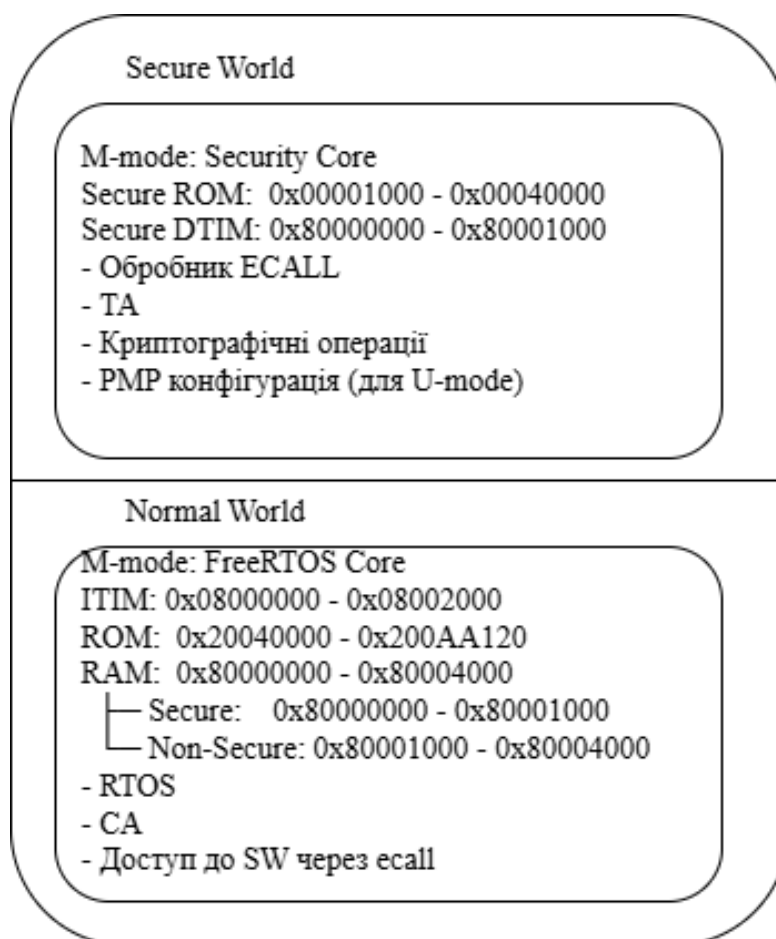 Secure World
M-mode: Security Core
Secure ROM: 0x00001000 - 0x00040000
Secure DTIM: 0x80000000 - 0x80001000
- Обробник ECALL
- TA
- Криптографічні операції
- PMP конфігурація (для U-mode)
Normal World
M-mode: FreeRTOS Core
ITIM: 0x08000000 - 0x08002000
ROM: 0x20040000 - 0x200AA120
RAM: 0x80000000 - 0x80004000
├─ Secure: 0x80000000 - 0x80001000
└─ Non-Secure: 0x80001000 - 0x80004000
- RTOS
- CA
- Доступ до SW через ecall